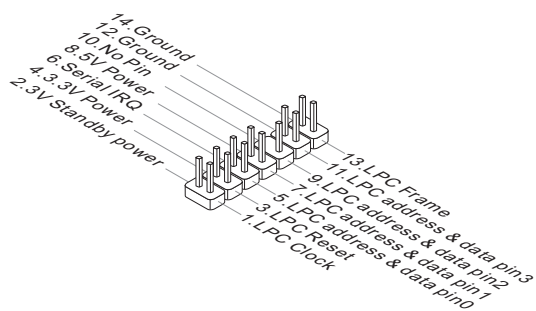 14.Ground
12.Ground
10.No Pin
8.5V Power
6.Serial IRQ
4.3.3V Power
2.3V Standby power
13.LPC Frame
11.LPC address & data pin3
9.LPC address & data pin2
7.LPC address & data pin1
5.LPC address & data pin0
3.LPC Reset
1.LPC Clock